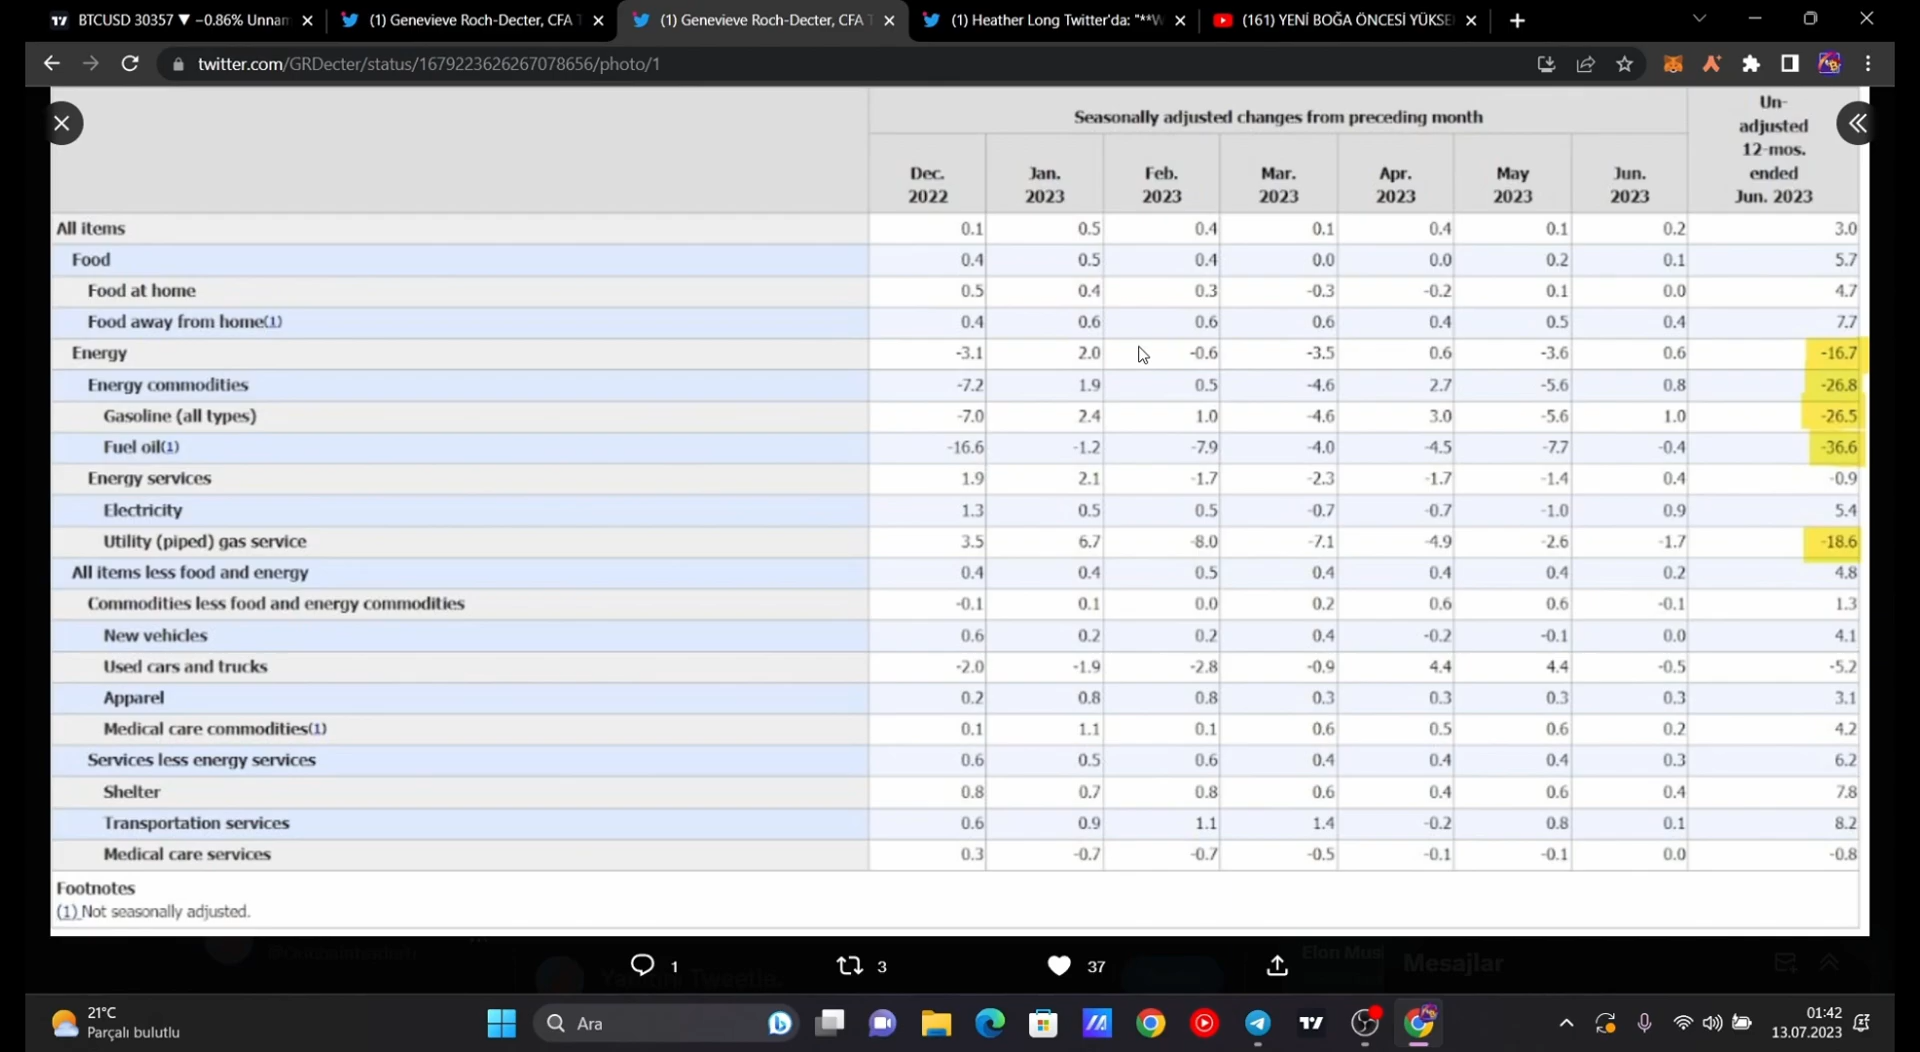 BTCUSD 30357 ▼ −0.86% Unnam
(1) Genevieve Roch-Decter, CFA T
(1) Genevieve Roch-Decter, CFA T
(1) Heather Long Twitter'da: "**W
(161) YENİ BOĞA ÖNCESİ YÜKSE
twitter.com/GRDecter/status/1679223626267078656/photo/1
Seasonally adjusted changes from preceding month
Un-
adjusted
12-mos.
ended
Jun. 2023
Dec. 2022 Jan. 2023 Feb. 2023 Mar. 2023 Apr. 2023 May 2023 Jun. 2023
All items 0.1 0.5 0.4 0.1 0.4 0.1 0.2 3.0
Food 0.4 0.5 0.4 0.0 0.0 0.2 0.1 5.7
Food at home 0.5 0.4 0.3 -0.3 -0.2 0.1 0.0 4.7
Food away from home(1) 0.4 0.6 0.6 0.6 0.4 0.5 0.4 7.7
Energy -3.1 2.0 -0.6 -3.5 0.6 -3.6 0.6 -16.7
Energy commodities -7.2 1.9 0.5 -4.6 2.7 -5.6 0.8 -26.8
Gasoline (all types) -7.0 2.4 1.0 -4.6 3.0 -5.6 1.0 -26.5
Fuel oil(1) -16.6 -1.2 -7.9 -4.0 -4.5 -7.7 -0.4 -36.6
Energy services 1.9 2.1 -1.7 -2.3 -1.7 -1.4 0.4 -0.9
Electricity 1.3 0.5 0.5 -0.7 -0.7 -1.0 0.9 5.4
Utility (piped) gas service 3.5 6.7 -8.0 -7.1 -4.9 -2.6 -1.7 -18.6
All items less food and energy 0.4 0.4 0.5 0.4 0.4 0.4 0.2 4.8
Commodities less food and energy commodities -0.1 0.1 0.0 0.2 0.6 0.6 -0.1 1.3
New vehicles 0.6 0.2 0.2 0.4 -0.2 -0.1 0.0 4.1
Used cars and trucks -2.0 -1.9 -2.8 -0.9 4.4 4.4 -0.5 -5.2
Apparel 0.2 0.8 0.8 0.3 0.3 0.3 0.3 3.1
Medical care commodities(1) 0.1 1.1 0.1 0.6 0.5 0.6 0.2 4.2
Services less energy services 0.6 0.5 0.6 0.4 0.4 0.4 0.3 6.2
Shelter 0.8 0.7 0.8 0.6 0.4 0.6 0.4 7.8
Transportation services 0.6 0.9 1.1 1.4 -0.2 0.8 0.1 8.2
Medical care services 0.3 -0.7 -0.7 -0.5 -0.1 -0.1 0.0 -0.8
Footnotes
(1) Not seasonally adjusted.
Elon Mus
1 3 37
Mesajlar
21°C
Parçalı bulutlu
Ara
01:42
13.07.2023